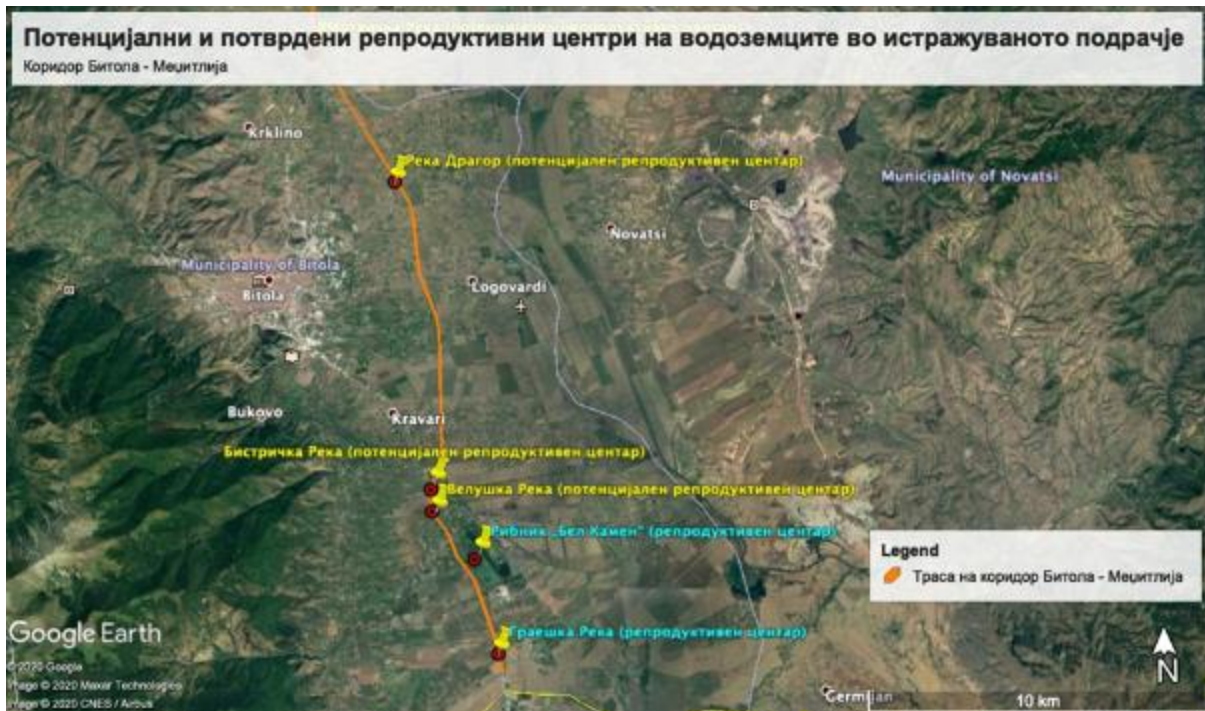 Потенцијални и потврдени репродуктивни центри на водоземците во истражуваното подрачје
Коридор Битола - Меџитлија
Krklino
Река Драгор (потенцијален репродуктивен центар)
Municipality of Novatsi
Novatsi
Municipality of Bitola
Logovardi
Bitola
Bukovo
Kravari
Бистричка Река (потенцијален репродуктивен центар)
Велушка Река (потенцијален репродуктивен центар)
Рибник „Бел Камен“ (репродуктивен центар)
Legend
Траса на коридор Битола - Меџитлија
Граешка Река (репродуктивен центар)
Google Earth
© 2020 Google
Image © 2020 Maxar Technologies
Image © 2020 CNES / Airbus
Germijan
10 km
N